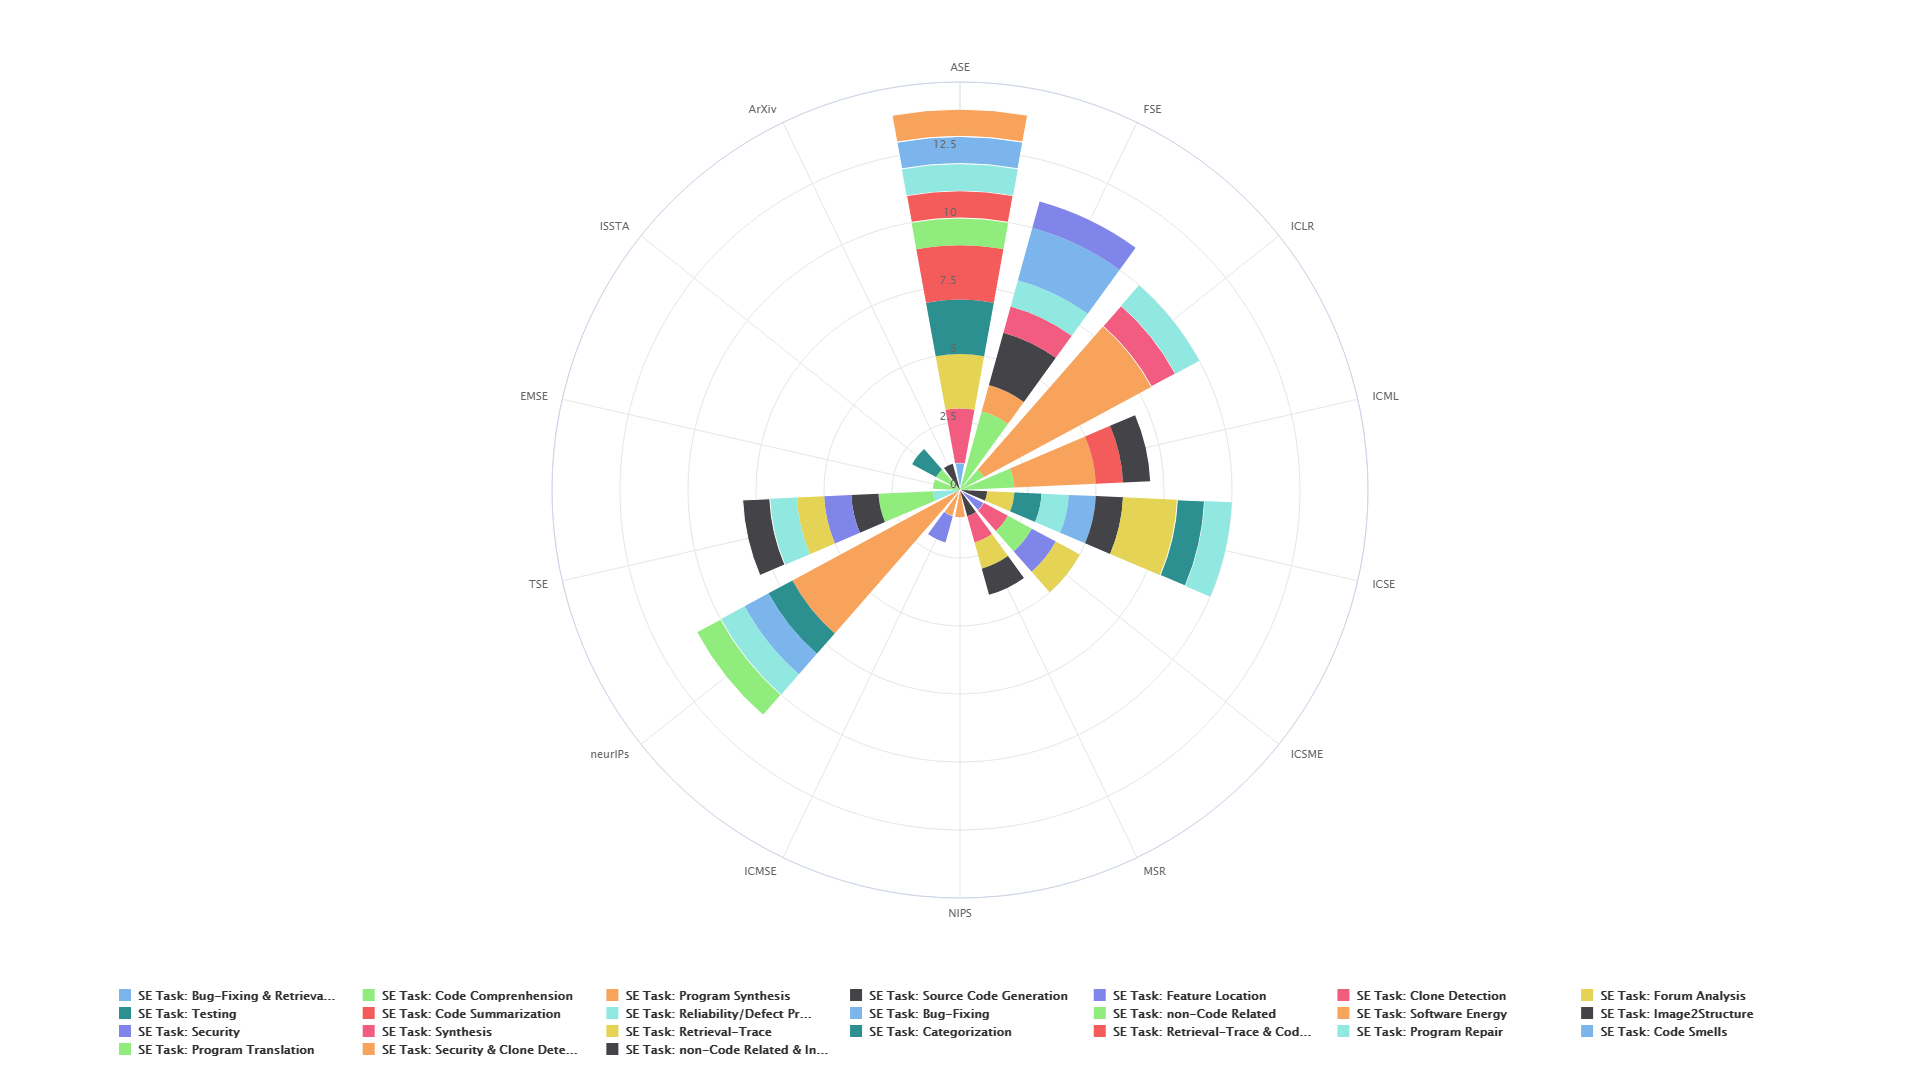 ASE
ArXiv
FSE
12.5
10
ISSTA
ICLR
7.5
5
EMSE
ICML
2.5
0
TSE
ICSE
neurIPs
ICSME
ICMSE
MSR
NIPS
SE Task: Bug-Fixing & Retrieva...
SE Task: Code Comprenhension
SE Task: Program Synthesis
SE Task: Source Code Generation
SE Task: Feature Location
SE Task: Clone Detection
SE Task: Forum Analysis
SE Task: Testing
SE Task: Code Summarization
SE Task: Reliability/Defect Pr...
SE Task: Bug-Fixing
SE Task: non-Code Related
SE Task: Software Energy
SE Task: Image2Structure
SE Task: Security
SE Task: Synthesis
SE Task: Retrieval-Trace
SE Task: Categorization
SE Task: Retrieval-Trace & Cod...
SE Task: Program Repair
SE Task: Code Smells
SE Task: Program Translation
SE Task: Security & Clone Dete...
SE Task: non-Code Related & In...